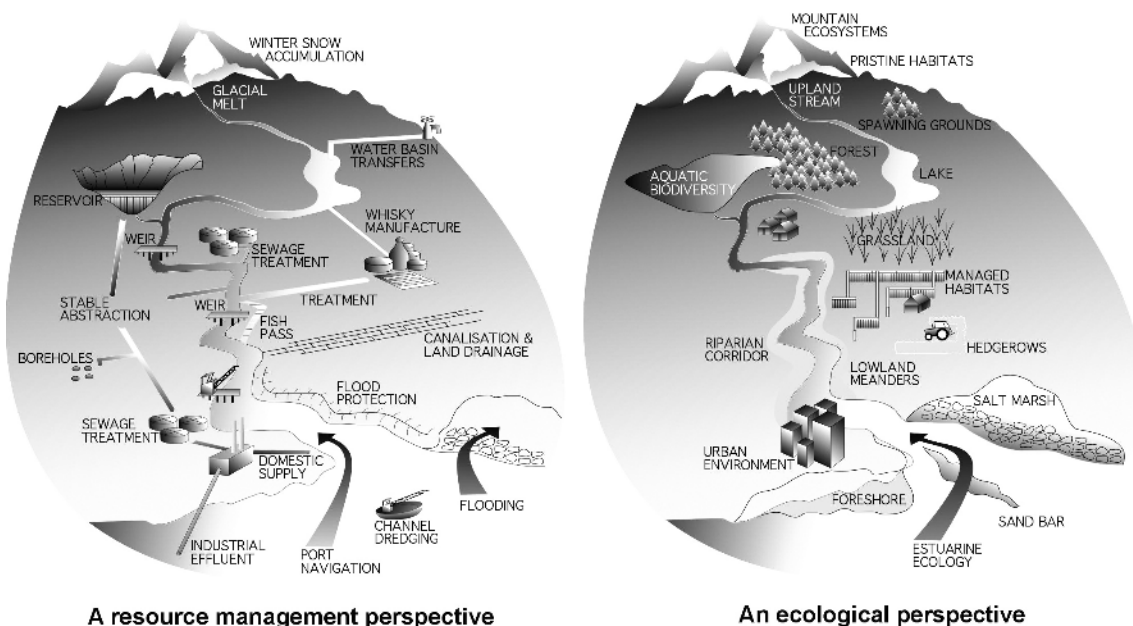 WINTER SNOW
ACCUMULATION
GLACIAL
MELT
WATER BASIN
TRANSFERS
RESERVOIR
WHISKY
MANUFACTURE
WEIR
SEWAGE
TREATMENT
STABLE
ABSTRACTION
WEIR
TREATMENT
FISH
PASS
CANALISATION &
LAND DRAINAGE
BOREHOLES
FLOOD
PROTECTION
SEWAGE
TREATMENT
DOMESTIC
SUPPLY
FLOODING
CHANNEL
DREDGING
INDUSTRIAL
EFFLUENT
PORT
NAVIGATION
A resource management perspective
MOUNTAIN
ECOSYSTEMS
PRISTINE HABITATS
UPLAND
STREAM
SPAWNING GROUNDS
FOREST
LAKE
AQUATIC
BIODIVERSITY
GRASSLAND
MANAGED
HABITATS
RIPARIAN
CORRIDOR
HEDGEROWS
LOWLAND
MEANDERS
SALT MARSH
URBAN
ENVIRONMENT
FORESHORE
SAND BAR
ESTUARINE
ECOLOGY
An ecological perspective